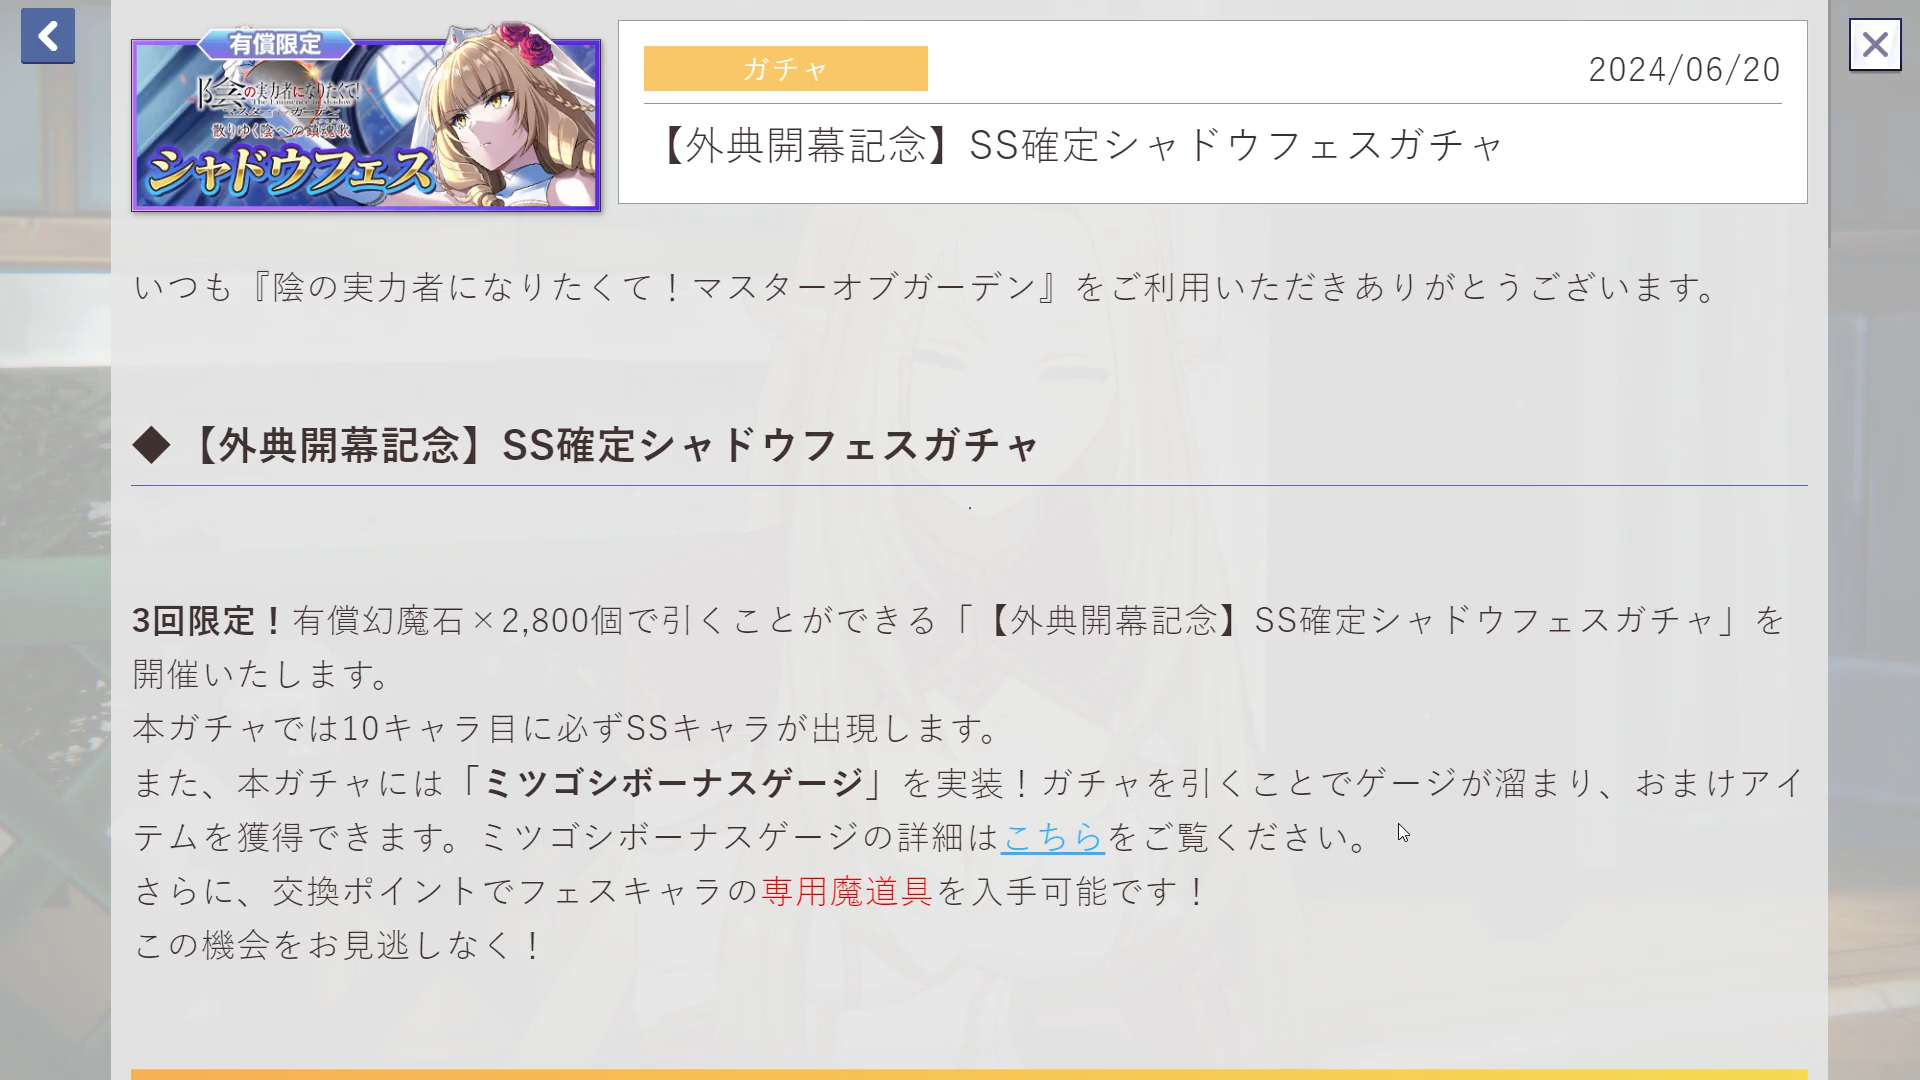 有償限定
陰の実力者になりたくて!
The Eminence in Shadow
マスターオブガーデン
散りゆく陰への鎮魂歌
シャドウフェス
ガチャ
2024/06/20
【外典開幕記念】SS確定シャドウフェスガチャ
いつも『陰の実力者になりたくて！マスターオブガーデン』をご利用いただきありがとうございます。
◆【外典開幕記念】SS確定シャドウフェスガチャ
3回限定！有償幻魔石×2,800個で引くことができる「【外典開幕記念】SS確定シャドウフェスガチャ」を
開催いたします。
本ガチャでは10キャラ目に必ずSSキャラが出現します。
また、本ガチャには「ミツゴシボーナスゲージ」を実装！ガチャを引くことでゲージが溜まり、おまけアイ
テムを獲得できます。ミツゴシボーナスゲージの詳細はこちらをご覧ください。
さらに、交換ポイントでフェスキャラの専用魔道具を入手可能です！
この機会をお見逃しなく！